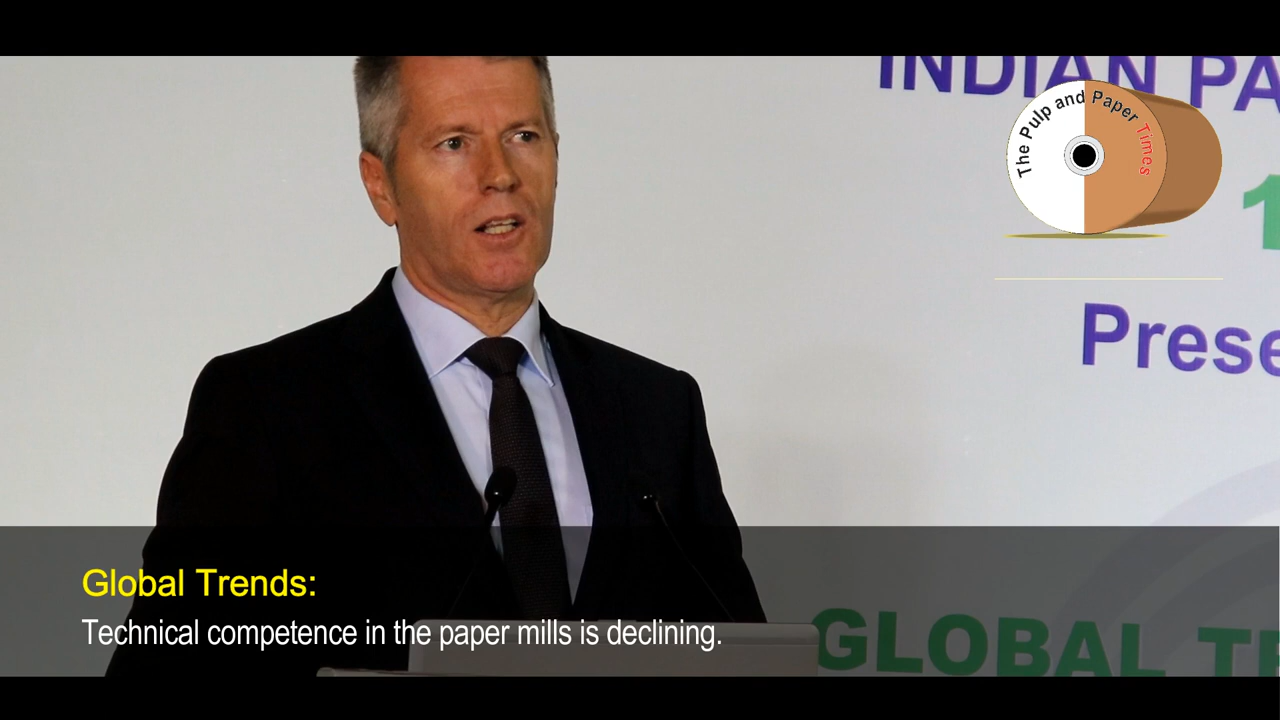 INDIAN PA
The Pulp and Paper Times
1
Prese
Global Trends:
Technical competence in the paper mills is declining.
GLOBAL TE